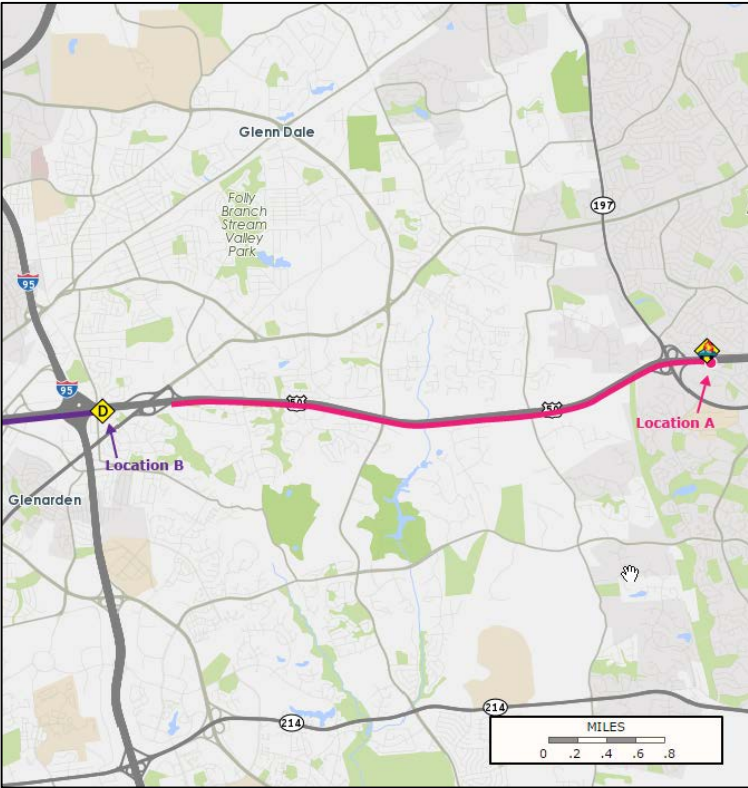 Glenn Dale
Folly
Branch
Stream
Valley
Park
197
95
95
D
50
50
Location A
Location B
Glenarden
214
214
MILES
0 .2 .4 .6 .8